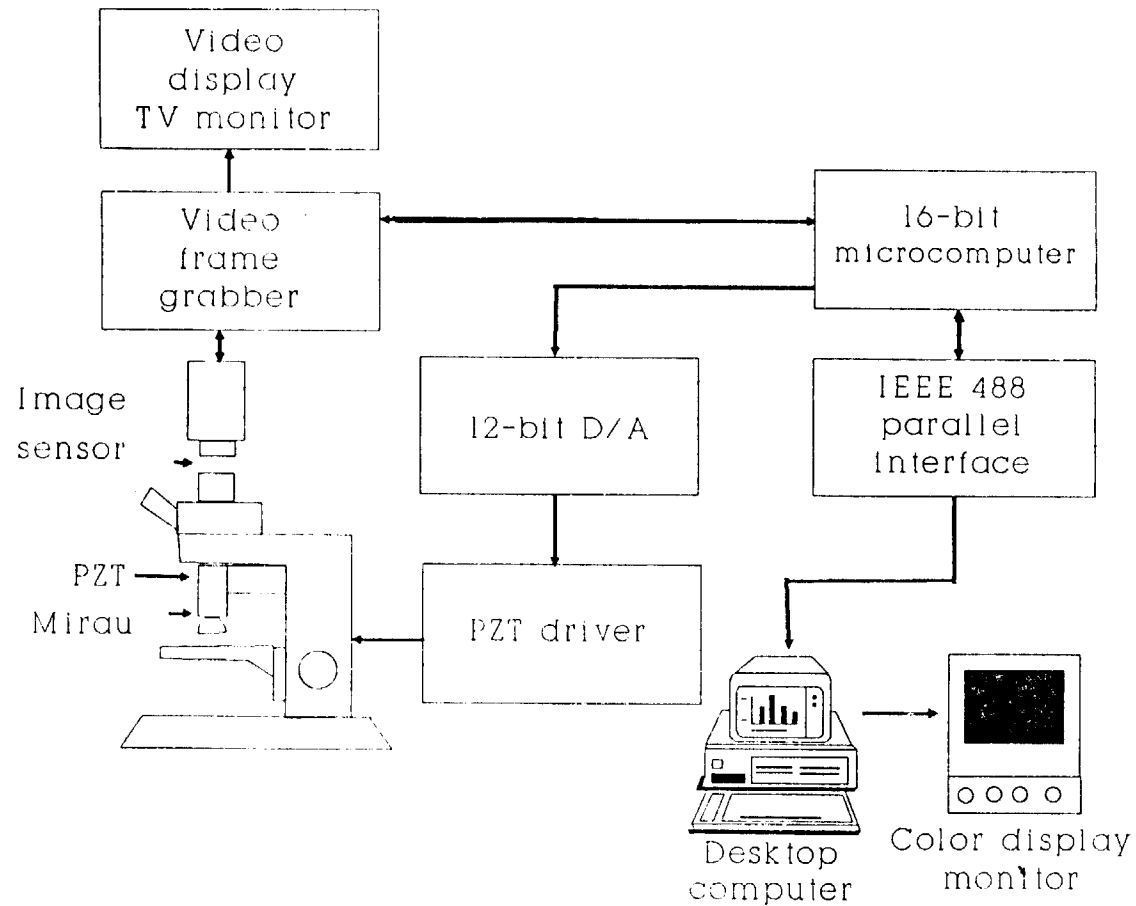 Video
display
TV monitor
Video
frame
grabber
16-bit
microcomputer
Image
sensor
12-bit D/A
IEEE 488
parallel
interface
PZT
Mirau
PZT driver
Desktop
computer
Color display
monitor